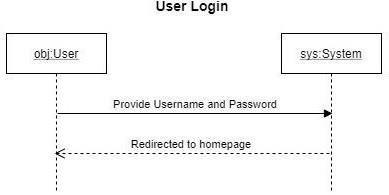 User Login
obj:User
sys:System
Provide Username and Password
Redirected to homepage